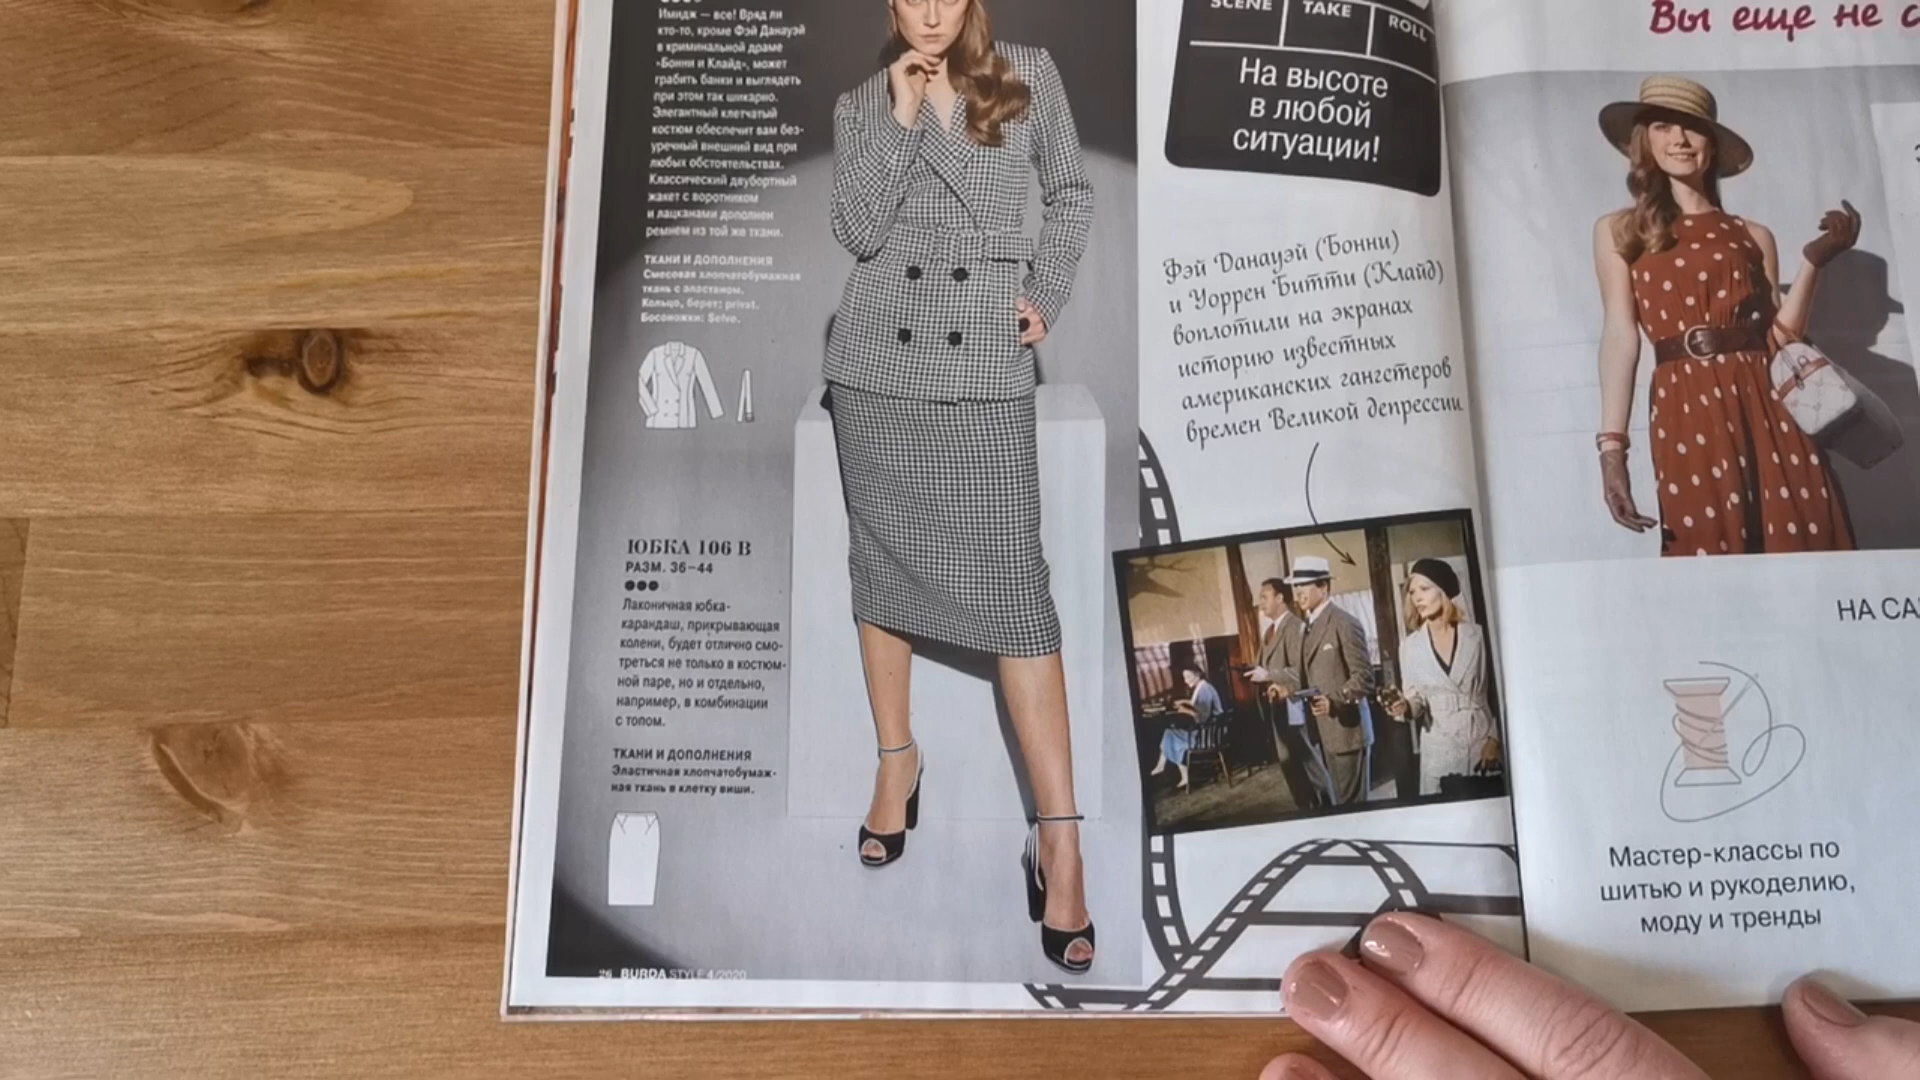 Имидж — все! Вряд ли
кто-то, кроме Фэй Данауэй
в криминальной драме
«Бонни и Клайд», может
грабить банки и выглядеть
при этом так шикарно.
Элегантный клетчатый
костюм обеспечит вам без-
уречный внешний вид при
любых обстоятельствах.
Классический двубортный
жакет с воротником
и лацканами дополнен
ремнем из той же ткани.
ТКАНИ И ДОПОЛНЕНИЯ
Смесовая хлопчатобумажная
ткань с эластаном.
Кольцо, берет: privat.
Босоножки: Selve.
ЮБКА 106 B
РАЗМ. 36–44
Лаконичная юбка-
карандаш, прикрывающая
колени, будет отлично смо-
треться не только в костюм-
ной паре, но и отдельно,
например, в комбинации
с топом.
ТКАНИ И ДОПОЛНЕНИЯ
Эластичная хлопчатобумаж-
ная ткань в клетку виши.
26 BURDA STYLE 4/2020
SCENE TAKE ROLL
На высоте
в любой
ситуации!
Фэй Данауэй (Бонни)
и Уоррен Битти (Клайд)
воплотили на экранах
историю известных
американских гангстеров
времен Великой депрессии
Вы еще не с
НА СА
Мастер-классы по
шитью и рукоделию,
моду и тренды